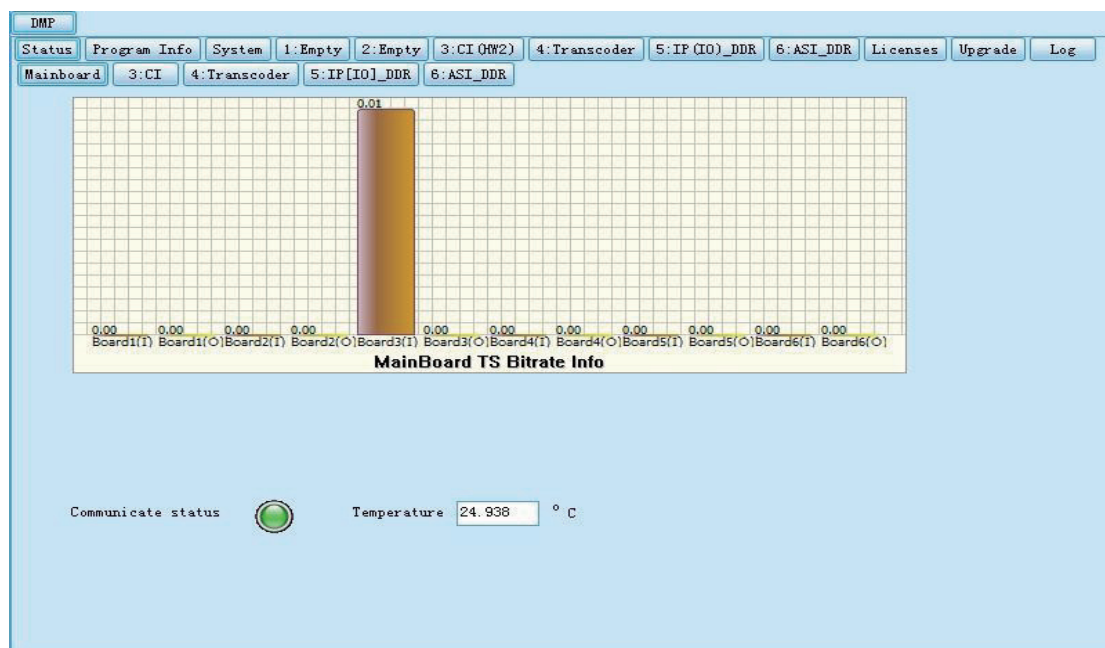 DMP
Status Program Info System 1:Empty 2:Empty 3:CI(HW2) 4:Transcoder 5:IP(IO)_DDR 6:ASI_DDR Licenses Upgrade Log
Mainboard 3:CI 4:Transcoder 5:IP[IO]_DDR 6:ASI_DDR
0.01
0.00 0.00 0.00 0.00 0.00 0.00 0.00 0.00 0.00 0.00 0.00
Board1(I) Board1(O) Board2(I) Board2(O) Board3(I) Board3(O) Board4(I) Board4(O) Board5(I) Board5(O) Board6(I) Board6(O)
MainBoard TS Bitrate Info
Communicate status Temperature 24.938 ° C